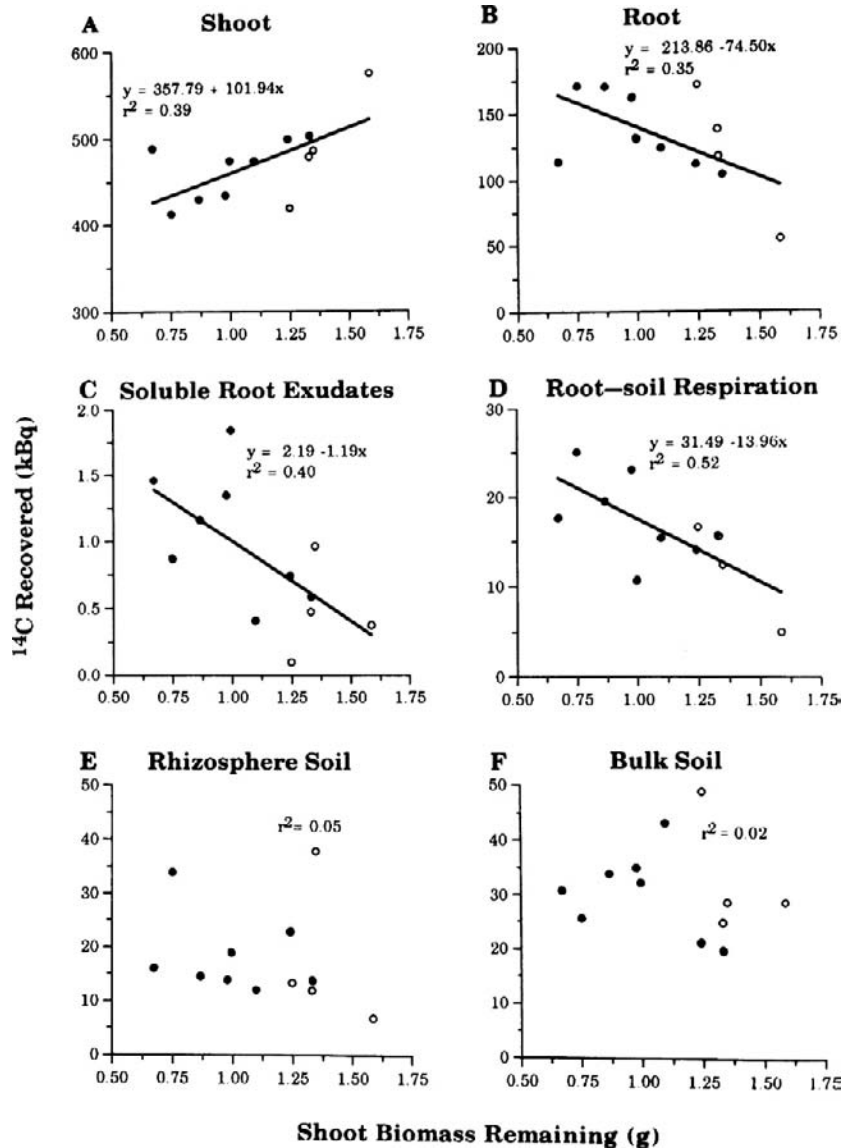 A Shoot
y = 357.79 + 101.94x
r² = 0.39
600
500
400
300
0.50 0.75 1.00 1.25 1.50 1.75
B Root
y = 213.86 -74.50x
r² = 0.35
200
150
100
50
0
0.50 0.75 1.00 1.25 1.50 1.75
C Soluble Root Exudates
y = 2.19 -1.19x
r² = 0.40
2.0
1.5
1.0
0.5
0.0
0.50 0.75 1.00 1.25 1.50 1.75
D Root–soil Respiration
y = 31.49 -13.96x
r² = 0.52
30
20
10
0
0.50 0.75 1.00 1.25 1.50 1.75
¹⁴C Recovered (kBq)
E Rhizosphere Soil
r²= 0.05
50
40
30
20
10
0
0.50 0.75 1.00 1.25 1.50 1.75
F Bulk Soil
r² = 0.02
50
40
30
20
10
0
0.50 0.75 1.00 1.25 1.50 1.75
Shoot Biomass Remaining (g)